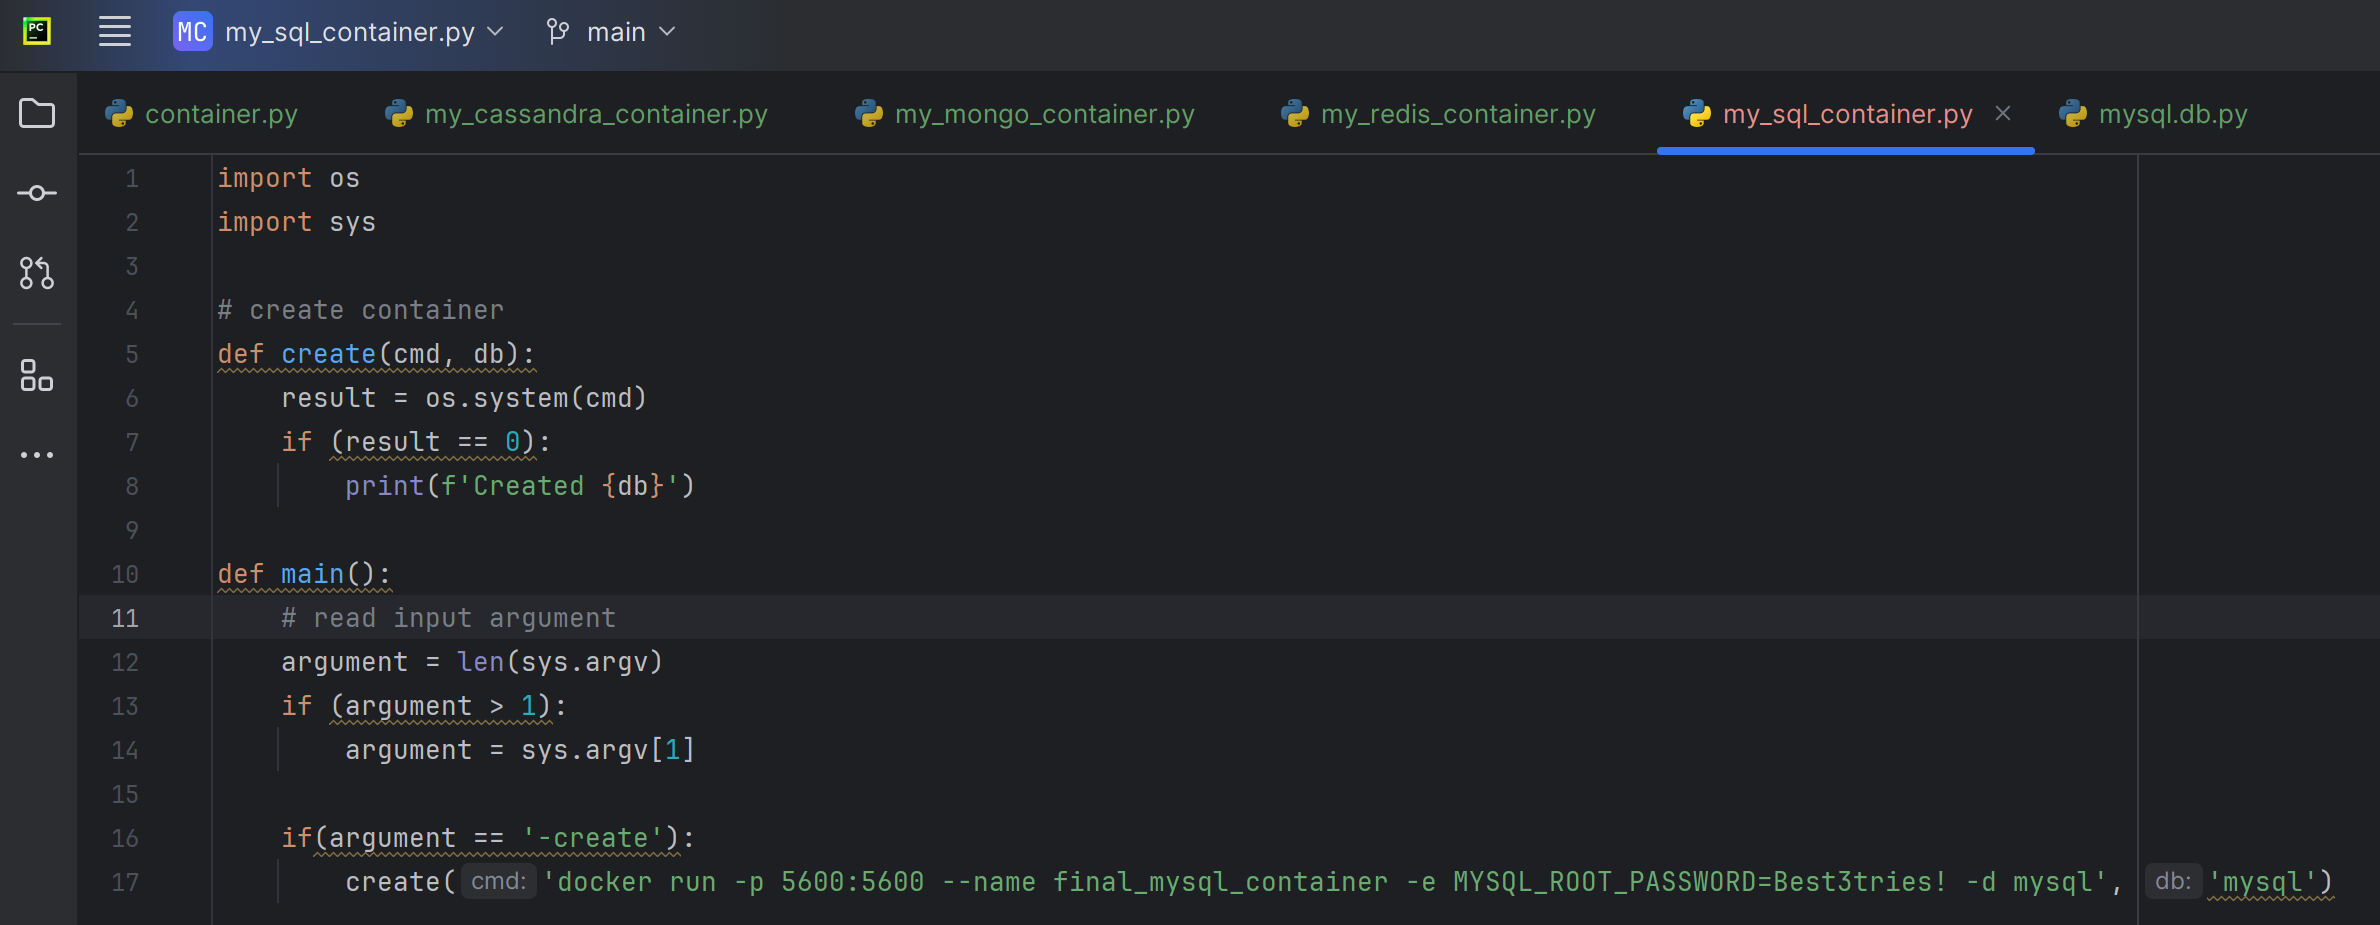 PC
MC my_sql_container.py main
container.py my_cassandra_container.py my_mongo_container.py my_redis_container.py my_sql_container.py mysql.db.py
1 import os
2 import sys
3
4 # create container
5 def create(cmd, db):
6     result = os.system(cmd)
7     if (result == 0):
8         print(f'Created {db}')
9
10 def main():
11     # read input argument
12     argument = len(sys.argv)
13     if (argument > 1):
14         argument = sys.argv[1]
15
16     if(argument == '-create'):
17         create( cmd: 'docker run -p 5600:5600 --name final_mysql_container -e MYSQL_ROOT_PASSWORD=Best3tries! -d mysql', db: 'mysql')